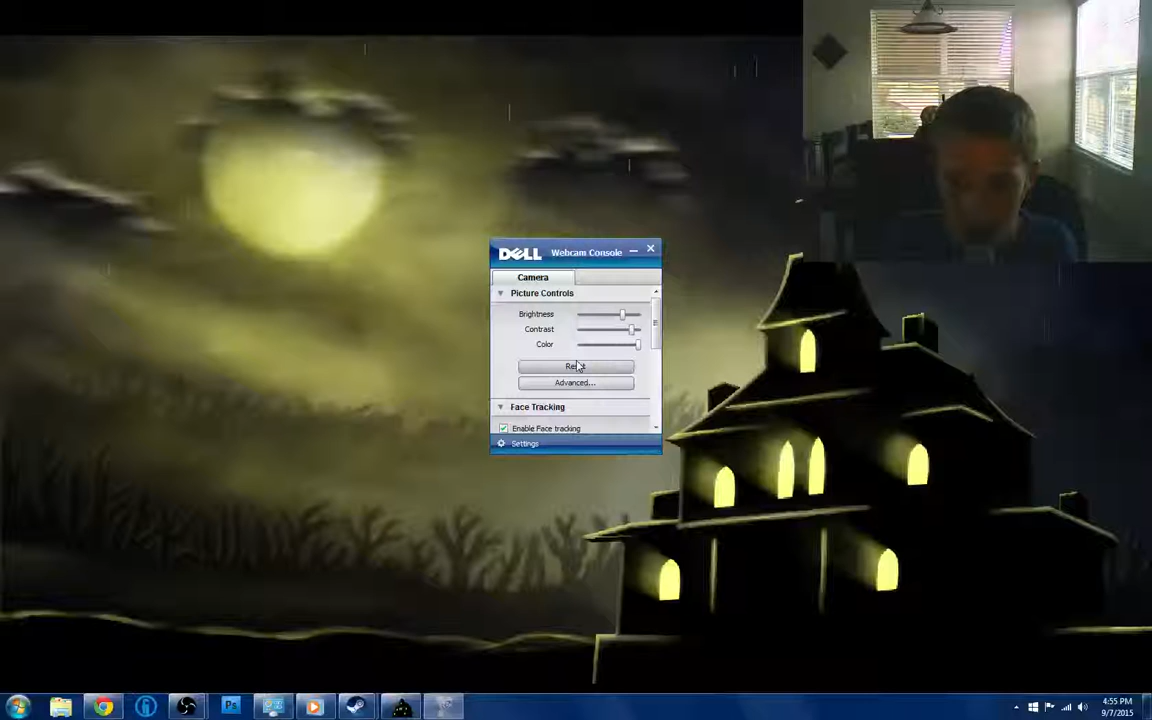 DELL Webcam Console
Camera
Picture Controls
Brightness
Contrast
Color
Advanced...
Face Tracking
Enable Face tracking
Settings
Ps
4:55 PM
9/7/2015